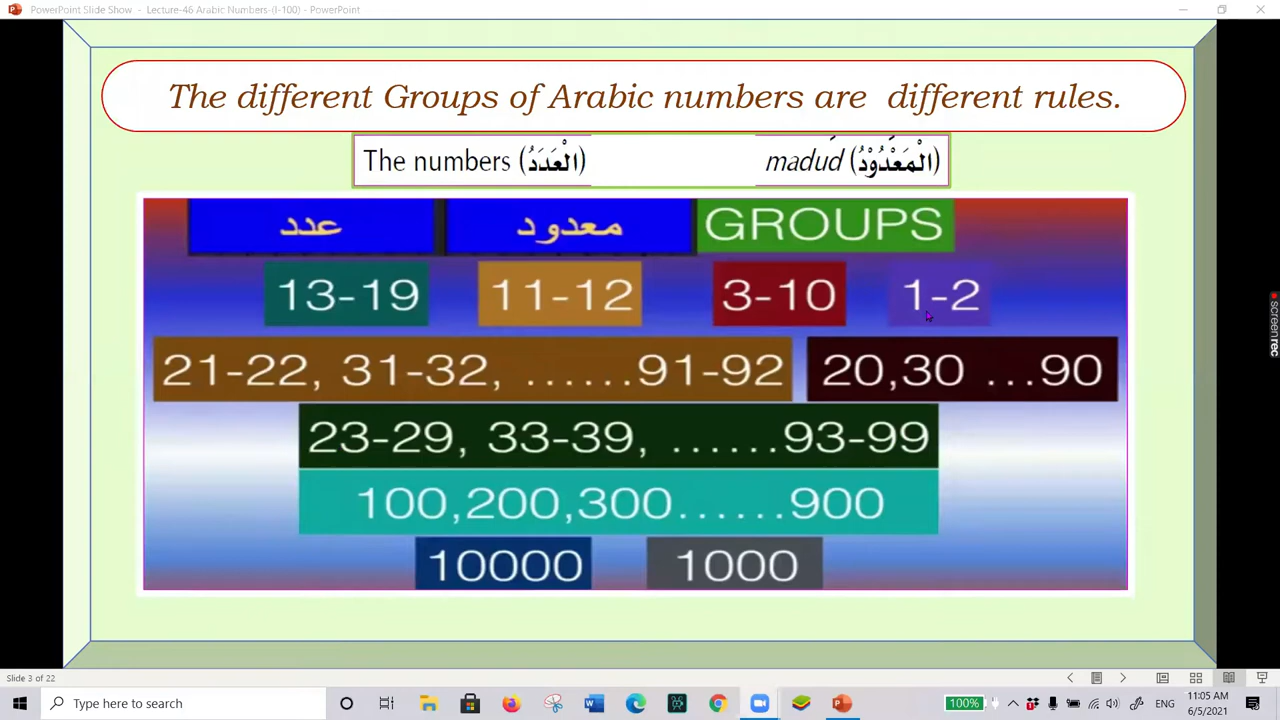 PowerPoint Slide Show - Lecture-46 Arabic Numbers-(I-100) - PowerPoint
The different Groups of Arabic numbers are different rules.
The numbers (الْعَدَدُ) madud (الْمَعْدُوْدُ)
عدد معدود GROUPS
13-19 11-12 3-10 1-2
21-22, 31-32, ......91-92 20,30 ...90
23-29, 33-39, ......93-99
100,200,300......900
10000 1000
screenrec
Slide 3 of 22
Type here to search
100%
ENG
11:05 AM
6/5/2021